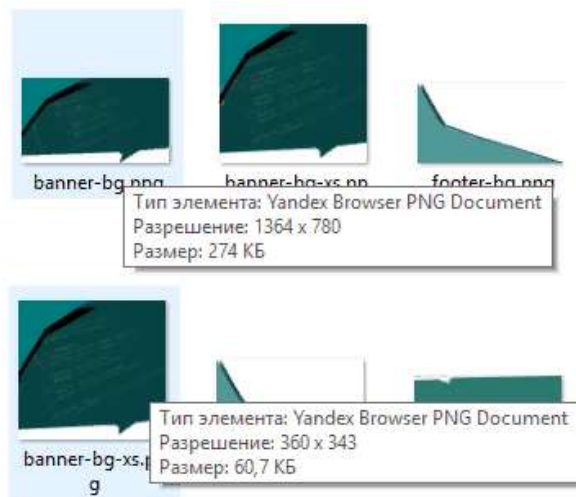 banner-bg.png
banner-bg-xs.pn
footer-bg.png
Тип элемента: Yandex Browser PNG Document
Разрешение: 1364 x 780
Размер: 274 КБ
banner-bg-xs.p
g
Тип элемента: Yandex Browser PNG Document
Разрешение: 360 x 343
Размер: 60,7 КБ